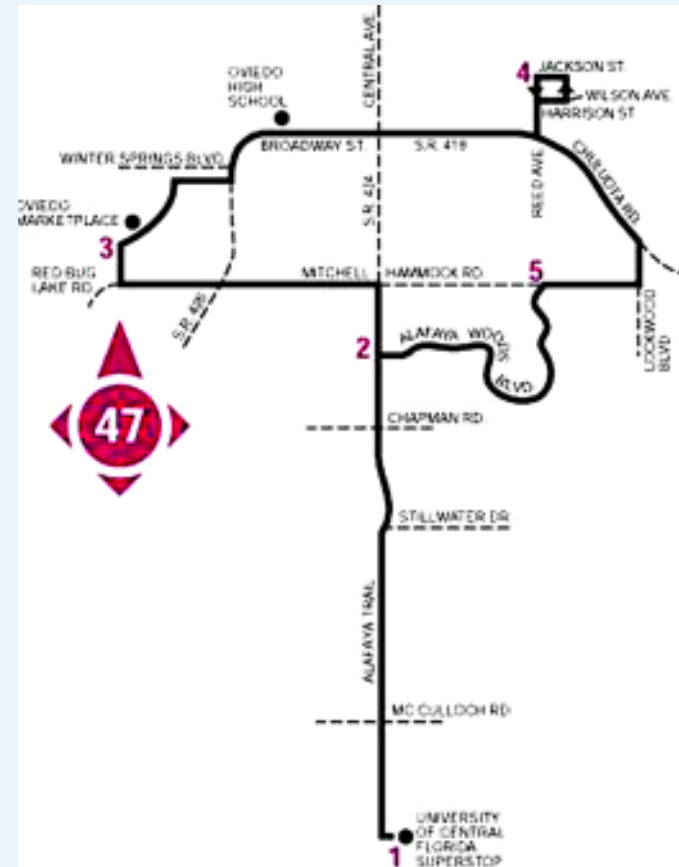 CENTRAL AVE.
4
JACKSON ST.
OVIEDO
HIGH
SCHOOL
WILSON AVE.
HARRISON ST
BROADWAY ST.
S.R. 419
WINTER SPRINGS BLVD.
CHULUOTA RD.
REED AVE
S.R. 434
OVIEDO
MARKETPLACE
3
RED BUG
LAKE RD.
MITCHELL
HAMMOCK RD.
5
S.R. 426
LOCKWOOD
BLVD
2
ALAFAYA WOODS
BLVD.
47
CHAPMAN RD.
STILLWATER DR
ALAFAYA TRAIL
MC CULLOCH RD
1
UNIVERSITY
OF CENTRAL
FLORIDA
SUPERSTOP